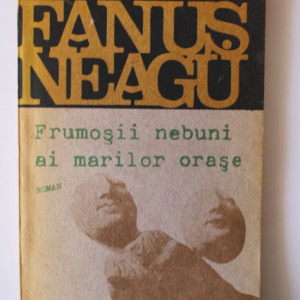 FANUŞ
NEAGU
Frumoşii nebuni
ai marilor oraşe
ROMAN